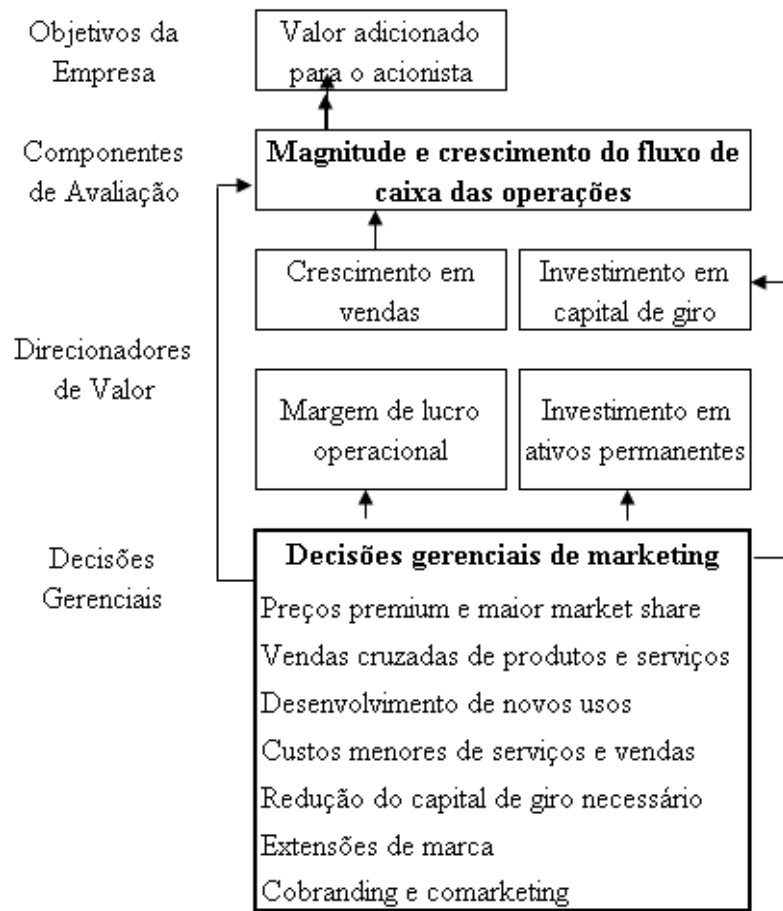 Objetivos da
Empresa
Valor adicionado
para o acionista
Componentes
de Avaliação
Magnitude e crescimento do fluxo de
caixa das operações
Direcionadores
de Valor
Crescimento em
vendas
Investimento em
capital de giro
Margem de lucro
operacional
Investimento em
ativos permanentes
Decisões
Gerenciais
Decisões gerenciais de marketing
Preços premium e maior market share
Vendas cruzadas de produtos e serviços
Desenvolvimento de novos usos
Custos menores de serviços e vendas
Redução do capital de giro necessário
Extensões de marca
Cobranding e comarketing